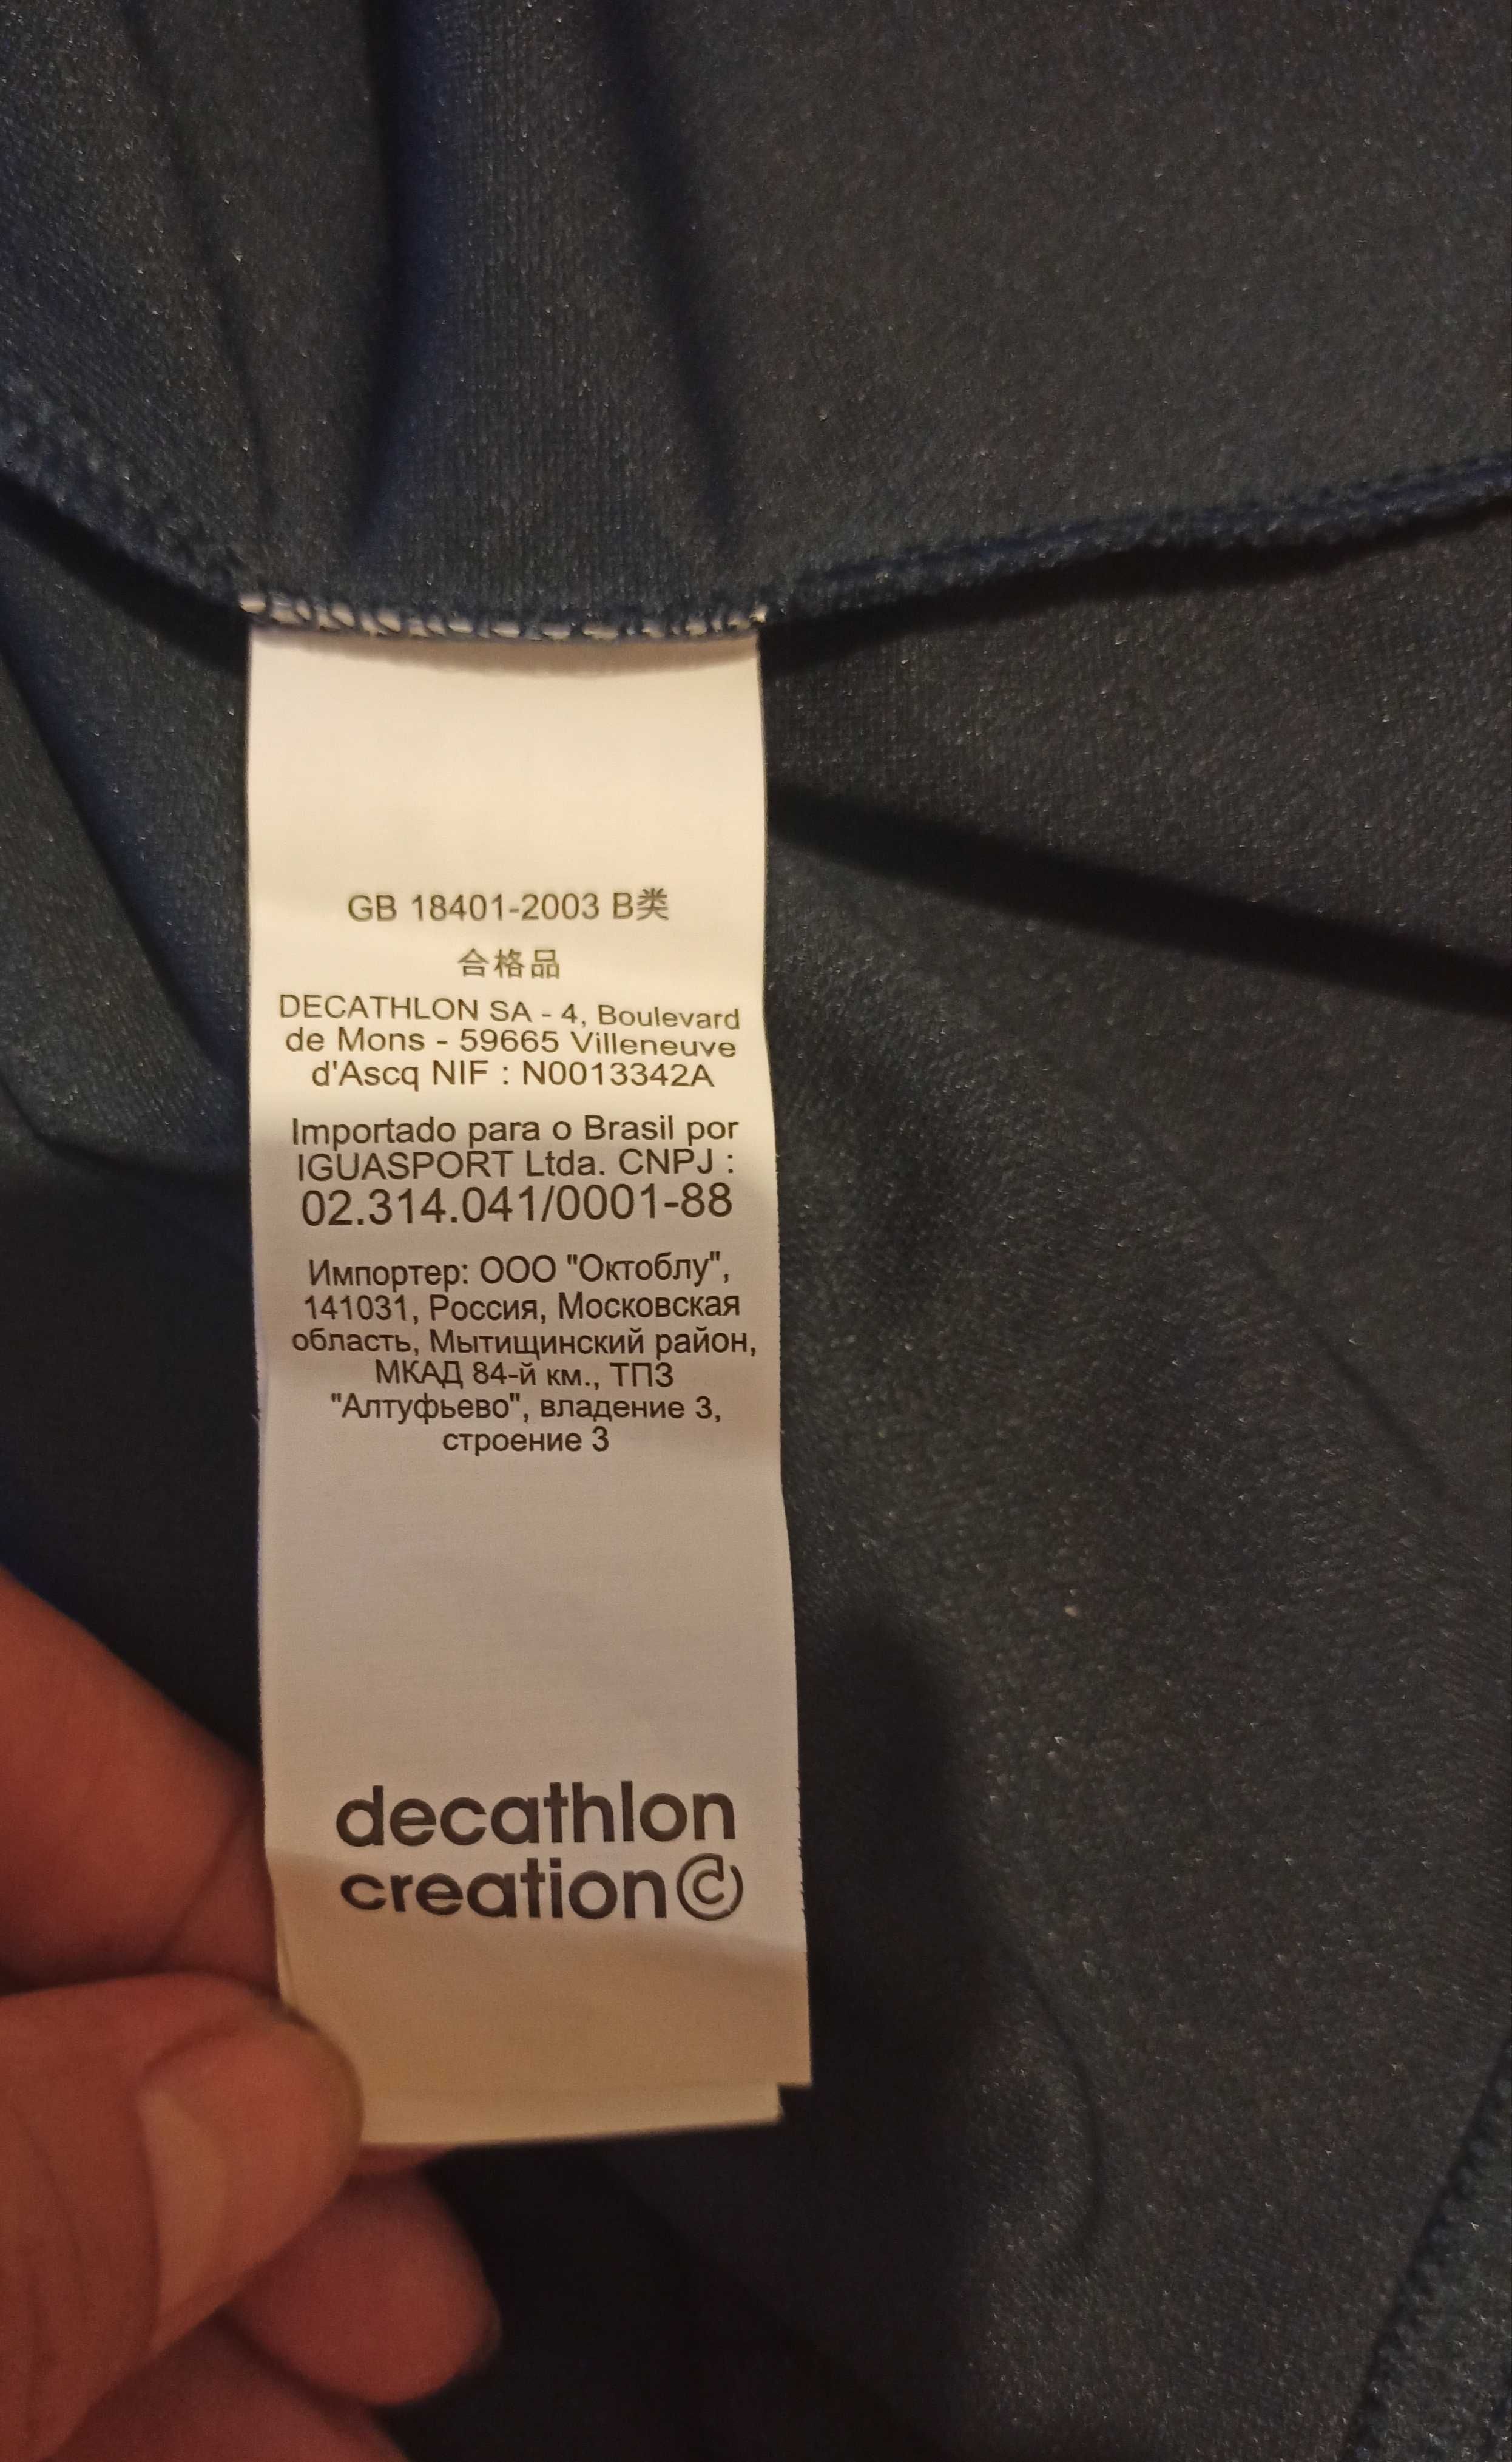 GB 18401-2003 B类
合格品
DECATHLON SA - 4, Boulevard
de Mons - 59665 Villeneuve
d'Ascq NIF : N0013342A
Importado para o Brasil por
IGUASPORT Ltda. CNPJ :
02.314.041/0001-88
Импортер: ООО "Октоблу",
141031, Россия, Московская
область, Мытищинский район,
МКАД 84-й км., ТПЗ
"Алтуфьево", владение 3,
строение 3
decathlon
creation©